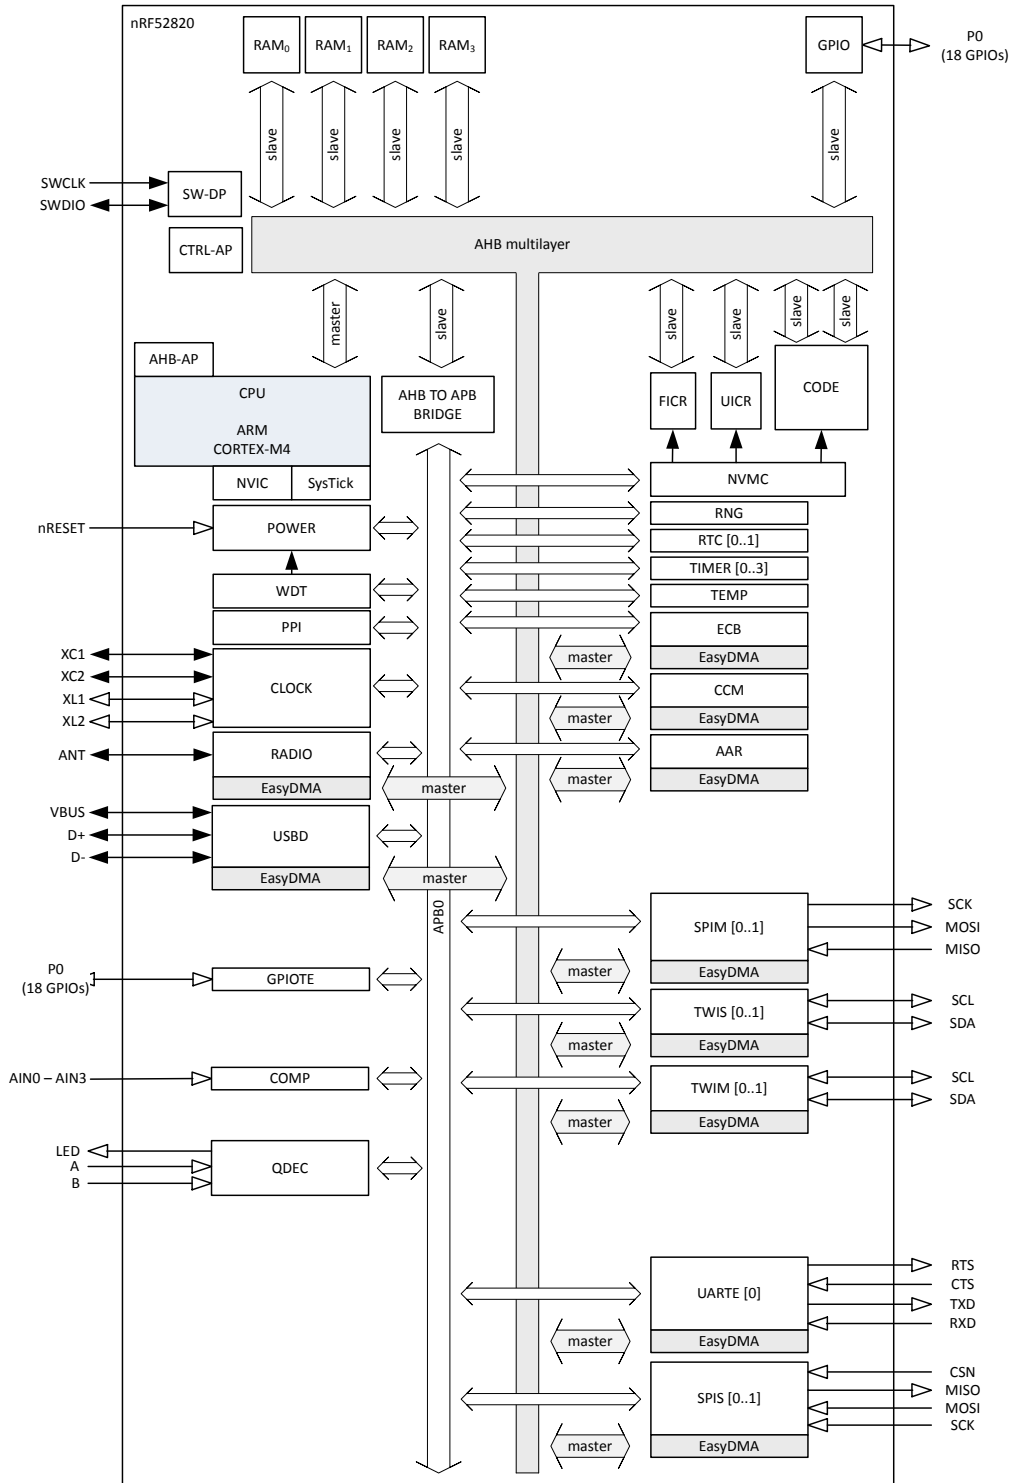 nRF52820
RAM0
RAM1
RAM2
RAM3
GPIO
P0
(18 GPIOs)
slave
slave
slave
slave
slave
SWCLK
SWDIO
SW-DP
CTRL-AP
AHB multilayer
master
slave
slave
slave
slave
slave
AHB-AP
CPU
ARM
CORTEX-M4
NVIC
SysTick
AHB TO APB
BRIDGE
FICR
UICR
CODE
NVMC
nRESET
POWER
RNG
RTC [0..1]
TIMER [0..3]
WDT
TEMP
PPI
ECB
master
EasyDMA
XC1
XC2
XL1
XL2
CLOCK
CCM
master
EasyDMA
ANT
RADIO
EasyDMA
master
AAR
master
EasyDMA
VBUS
D+
D-
USBD
EasyDMA
master
APB0
SPIM [0..1]
master
EasyDMA
SCK
MOSI
MISO
P0
(18 GPIOs)
GPIOTE
TWIS [0..1]
master
EasyDMA
SCL
SDA
AIN0 – AIN3
COMP
TWIM [0..1]
master
EasyDMA
SCL
SDA
LED
A
B
QDEC
UARTE [0]
master
EasyDMA
RTS
CTS
TXD
RXD
SPIS [0..1]
master
EasyDMA
CSN
MISO
MOSI
SCK